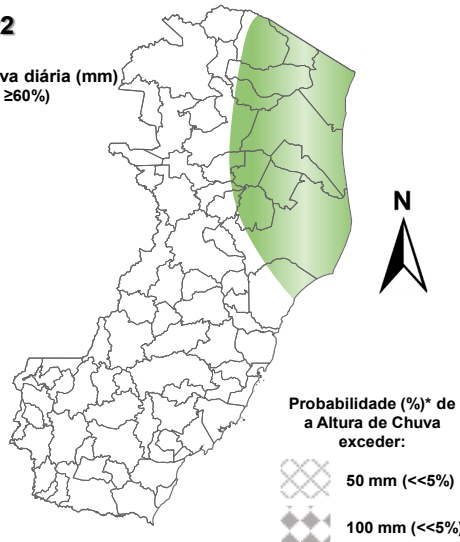 2
va diária (mm)
≥60%)
N
Probabilidade (%)* de
a Altura de Chuva
exceder:
50 mm (<<5%)
100 mm (<<5%)